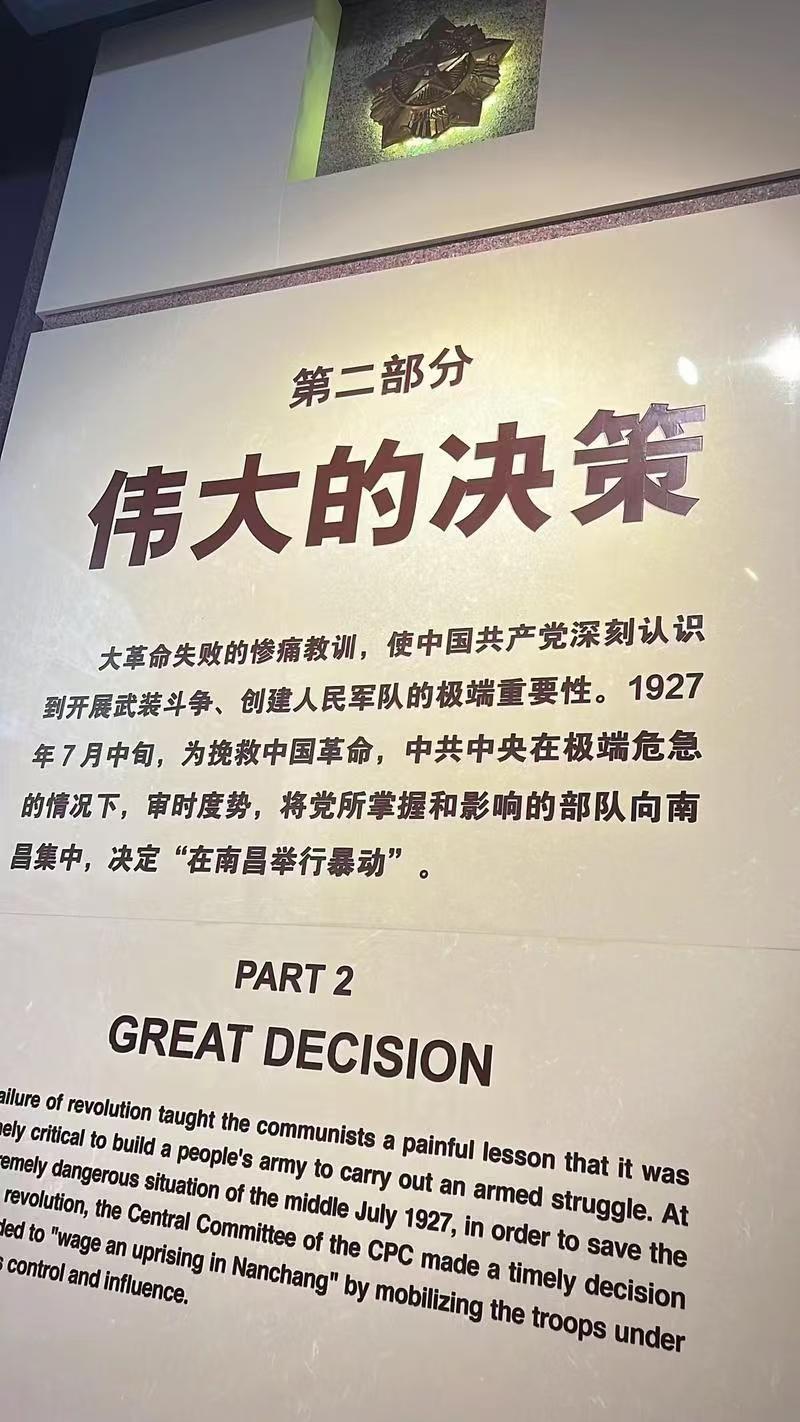 第二部分
伟大的决策
大革命失败的惨痛教训，使中国共产党深刻认识
到开展武装斗争、创建人民军队的极端重要性。1927
年7月中旬，为挽救中国革命，中共中央在极端危急
的情况下，审时度势，将党所掌握和影响的部队向南
昌集中，决定“在南昌举行暴动”。
PART 2
GREAT DECISION
ailure of revolution taught the communists a painful lesson that it was
ely critical to build a people's army to carry out an armed struggle. At
remely dangerous situation of the middle July 1927, in order to save the
revolution, the Central Committee of the CPC made a timely decision
ded to "wage an uprising in Nanchang" by mobilizing the troops under
s control and influence.